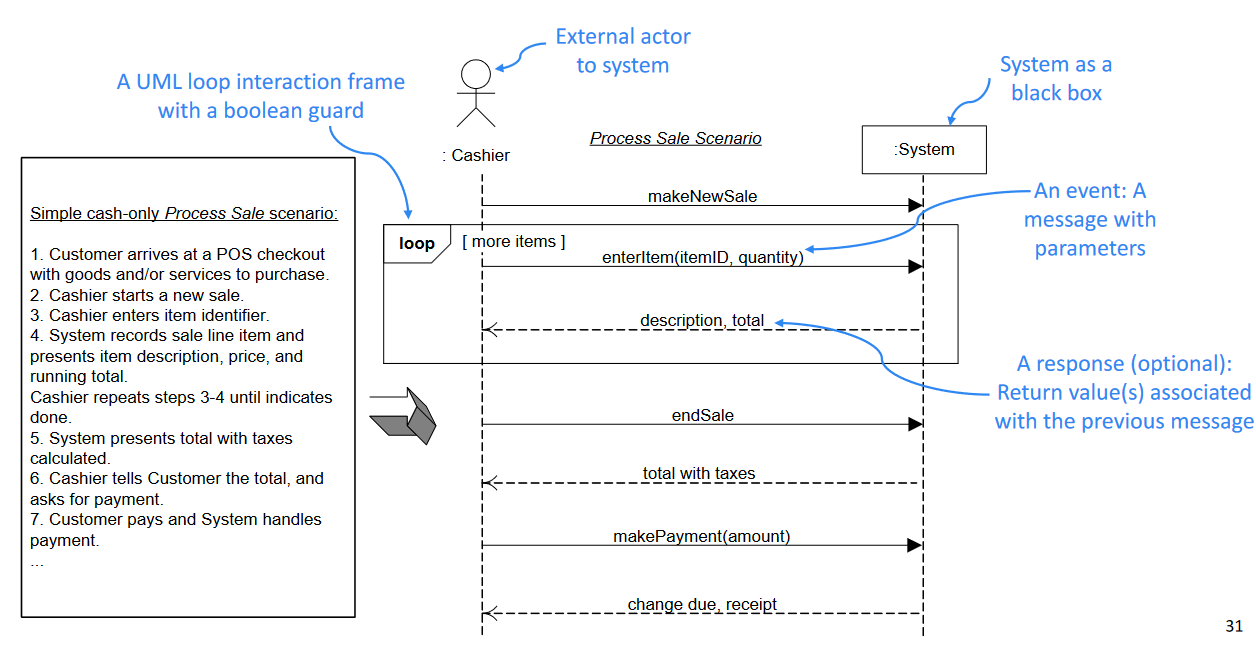 External actor
to system
A UML loop interaction frame
with a boolean guard
System as a
black box
Process Sale Scenario
: Cashier
:System
Simple cash-only Process Sale scenario:
1. Customer arrives at a POS checkout
with goods and/or services to purchase.
2. Cashier starts a new sale.
3. Cashier enters item identifier.
4. System records sale line item and
presents item description, price, and
running total.
Cashier repeats steps 3-4 until indicates
done.
5. System presents total with taxes
calculated.
6. Cashier tells Customer the total, and
asks for payment.
7. Customer pays and System handles
payment.
...
makeNewSale
An event: A
message with
parameters
loop
[ more items ]
enterItem(itemID, quantity)
description, total
A response (optional):
Return value(s) associated
with the previous message
endSale
total with taxes
makePayment(amount)
change due, receipt
31